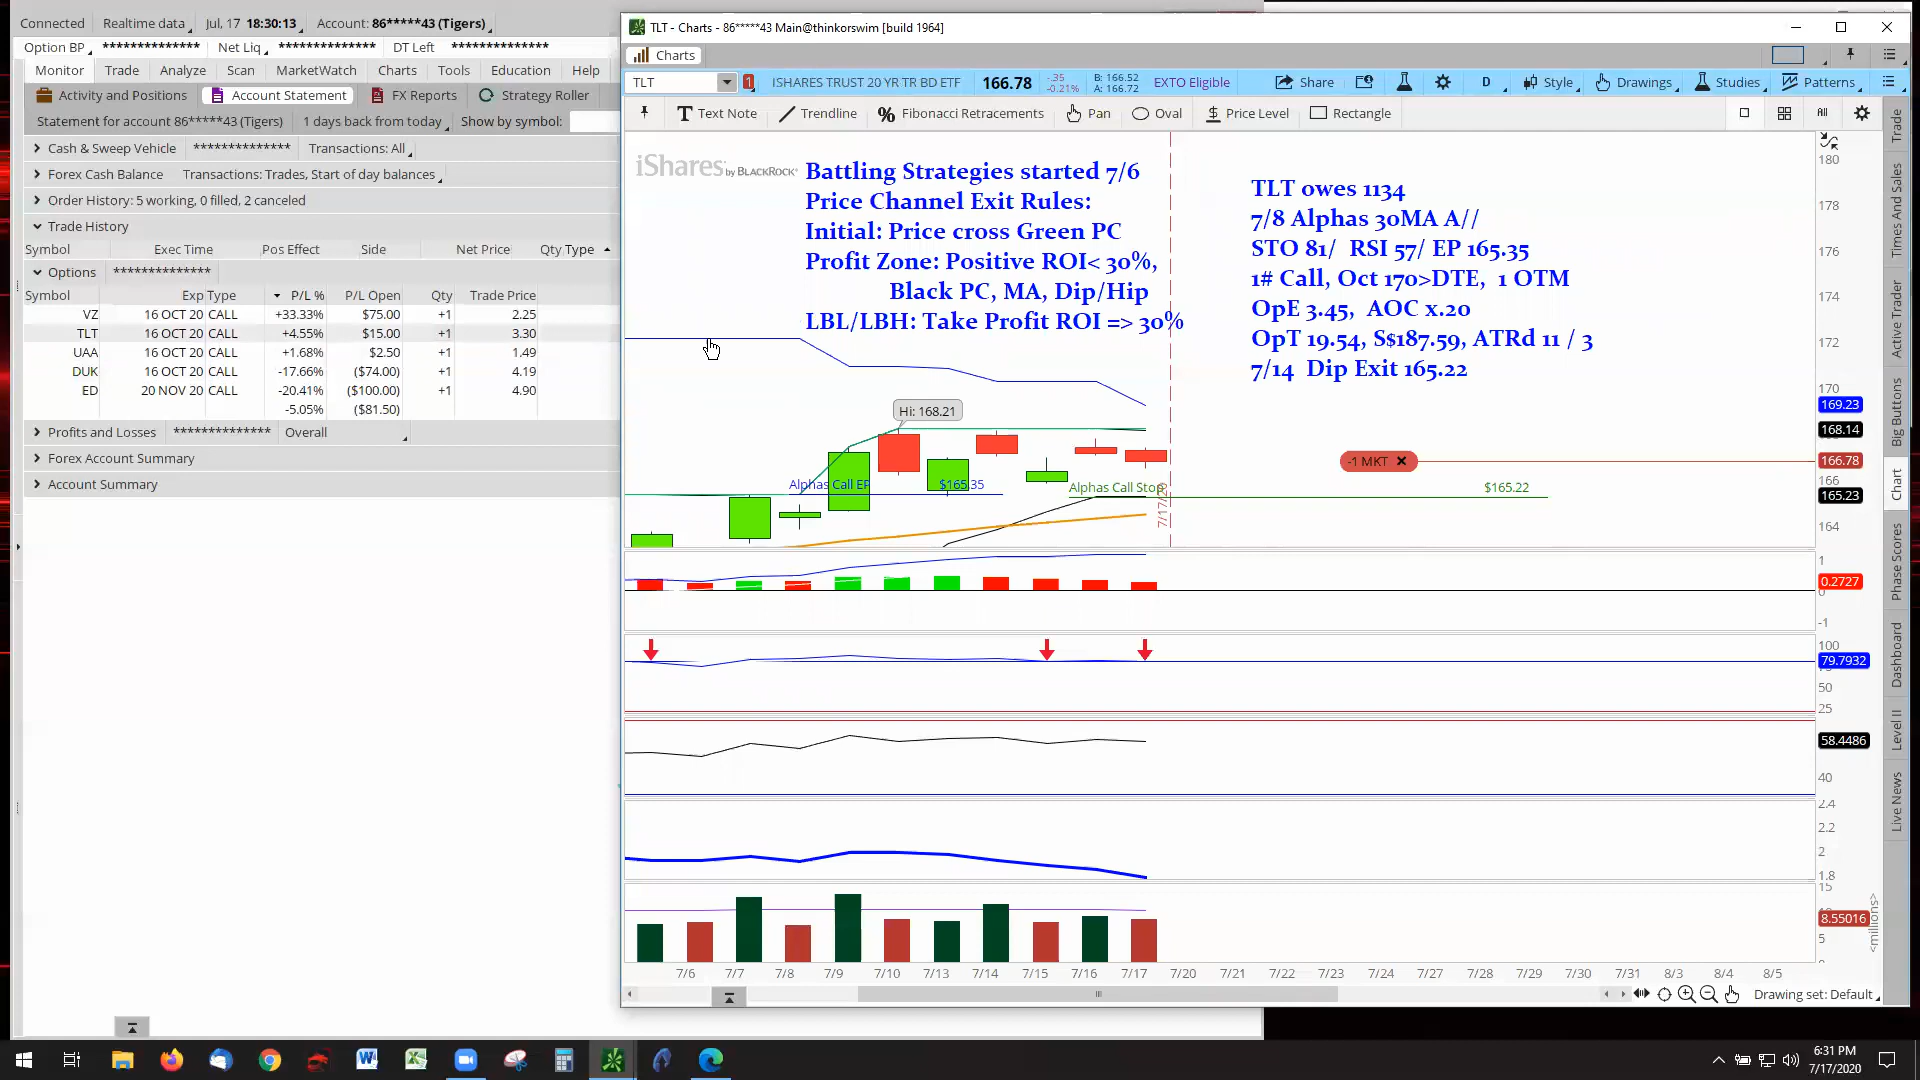 Connected Realtime data Jul, 17 18:30:13 Account: 86*****43 (Tigers)
Option BP ************** Net Liq ************** DT Left **************
Monitor Trade Analyze Scan MarketWatch Charts Tools Education Help
Activity and Positions Account Statement FX Reports Strategy Roller
Statement for account 86*****43 (Tigers) 1 days back from today Show by symbol:
Cash & Sweep Vehicle ************** Transactions: All
Forex Cash Balance Transactions: Trades, Start of day balances
Order History: 5 working, 0 filled, 2 canceled
Trade History
Symbol Exec Time Pos Effect Side Net Price Qty Type
Options **************
Symbol Exp Type P/L % P/L Open Qty Trade Price
VZ 16 OCT 20 CALL +33.33% $75.00 +1 2.25
TLT 16 OCT 20 CALL +4.55% $15.00 +1 3.30
UAA 16 OCT 20 CALL +1.68% $2.50 +1 1.49
DUK 16 OCT 20 CALL -17.66% ($74.00) +1 4.19
ED 20 NOV 20 CALL -20.41% ($100.00) +1 4.90
-5.05% ($81.50)
Profits and Losses ************** Overall
Forex Account Summary
Account Summary
TLT - Charts - 86*****43 Main@thinkorswim [build 1964]
Charts
TLT 1 ISHARES TRUST 20 YR TR BD ETF 166.78 -.35 -0.21% B: 166.52 A: 166.72 EXTO Eligible Share D Style Drawings Studies Patterns
Text Note Trendline Fibonacci Retracements Pan Oval Price Level Rectangle All
iShares by BLACKROCK
Battling Strategies started 7/6
Price Channel Exit Rules:
Initial: Price cross Green PC
Profit Zone: Positive ROI< 30%,
Black PC, MA, Dip/Hip
LBL/LBH: Take Profit ROI => 30%
TLT owes 1134
7/8 Alphas 30MA A//
STO 81/ RSI 57/ EP 165.35
1# Call, Oct 170>DTE, 1 OTM
OpE 3.45, AOC x.20
OpT 19.54, S$187.59, ATRd 11 / 3
7/14 Dip Exit 165.22
Hi: 168.21
Alphas Call EP $165.35
Alphas Call Stop $165.22
7/17/20
-1 MKT
180
178
176
174
172
170
169.23
168.14
166.78
166
165.23
164
1
0.2727
0
-1
100
79.7932
50
25
58.4486
40
2.4
2.2
2
1.8
15
8.55016
5
<millions>
7/6 7/7 7/8 7/9 7/10 7/13 7/14 7/15 7/16 7/17 7/20 7/21 7/22 7/23 7/24 7/27 7/28 7/29 7/30 7/31 8/3 8/4 8/5
Drawing set: Default
Trade
Times And Sales
Active Trader
Big Buttons
Chart
Phase Scores
Dashboard
Level II
Live News
6:31 PM
7/17/2020